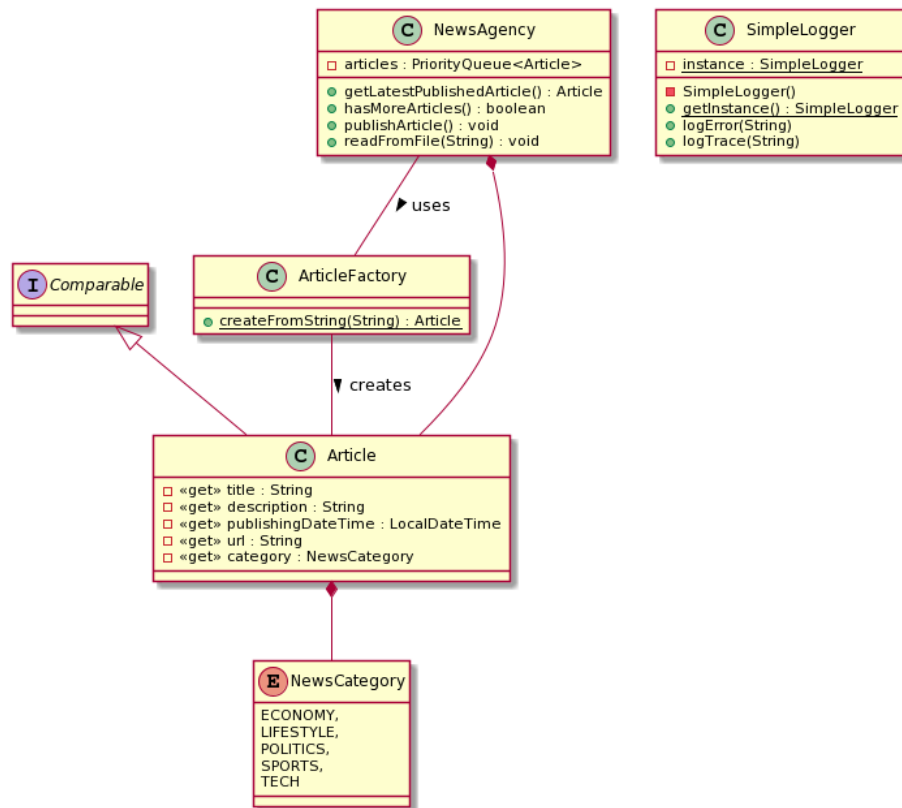 C NewsAgency
articles : PriorityQueue<Article>
getLatestPublishedArticle() : Article
hasMoreArticles() : boolean
publishArticle() : void
readFromFile(String) : void
C SimpleLogger
instance : SimpleLogger
SimpleLogger()
getInstance() : SimpleLogger
logError(String)
logTrace(String)
uses
I Comparable
C ArticleFactory
createFromString(String) : Article
creates
C Article
«get» title : String
«get» description : String
«get» publishingDateTime : LocalDateTime
«get» url : String
«get» category : NewsCategory
E NewsCategory
ECONOMY,
LIFESTYLE,
POLITICS,
SPORTS,
TECH